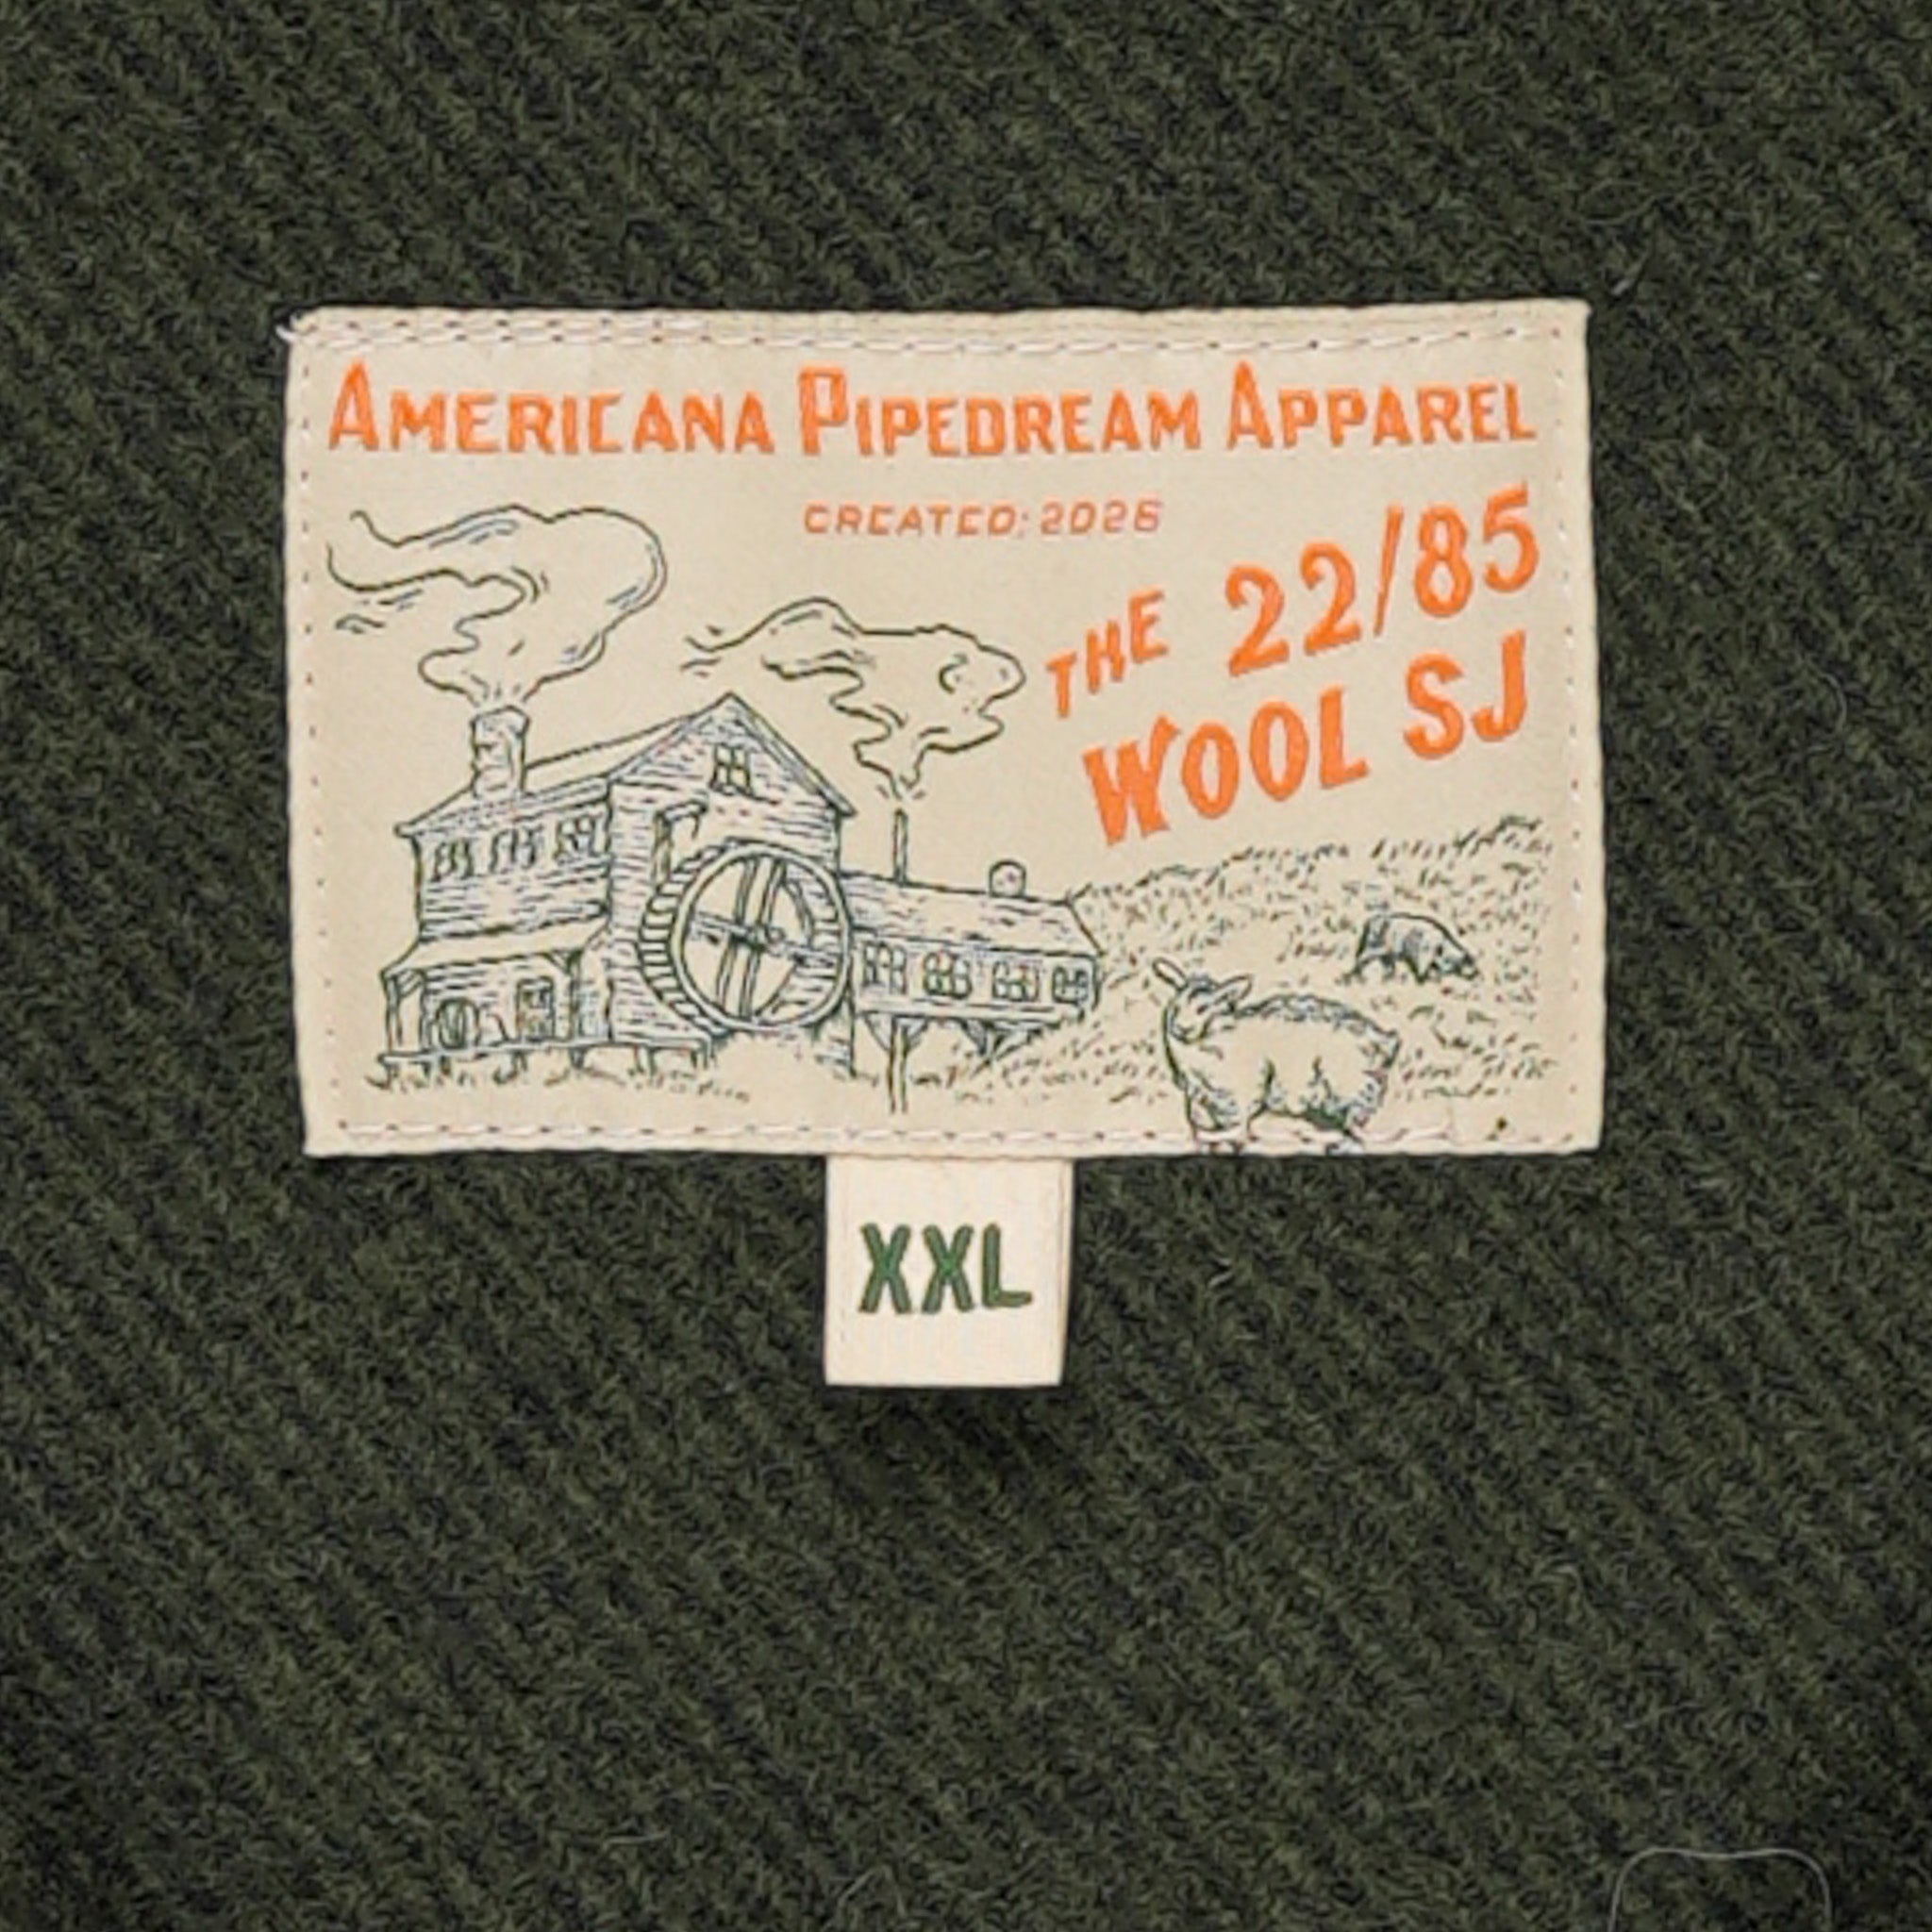 AMERICANA PIPEDREAM APPAREL
CREATED: 2026
THE 22/85
WOOL SJ
XXL